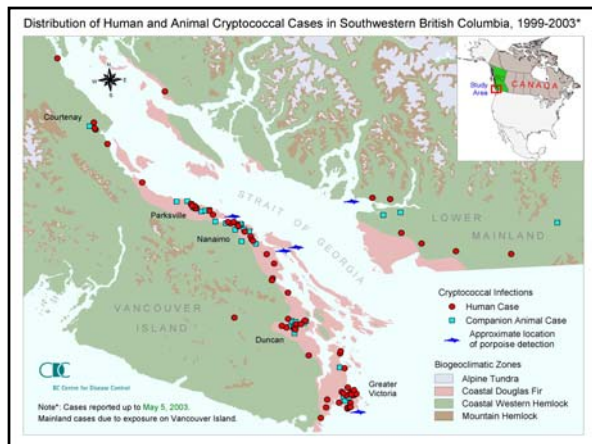 Distribution of Human and Animal Cryptococcal Cases in Southwestern British Columbia, 1999-2003*
Study
Area
CANADA
N
W
E
S
Courtenay
Parksville
Nanaimo
STRAIT OF GEORGIA
LOWER
MAINLAND
VANCOUVER
ISLAND
Duncan
Greater
Victoria
Cryptococcal Infections
Human Case
Companion Animal Case
Approximate location
of porpoise detection
Biogeoclimatic Zones
Alpine Tundra
Coastal Douglas Fir
Coastal Western Hemlock
Mountain Hemlock
CDC
BC Centre for Disease Control
Note*: Cases reported up to May 5, 2003.
Mainland cases due to exposure on Vancouver Island.